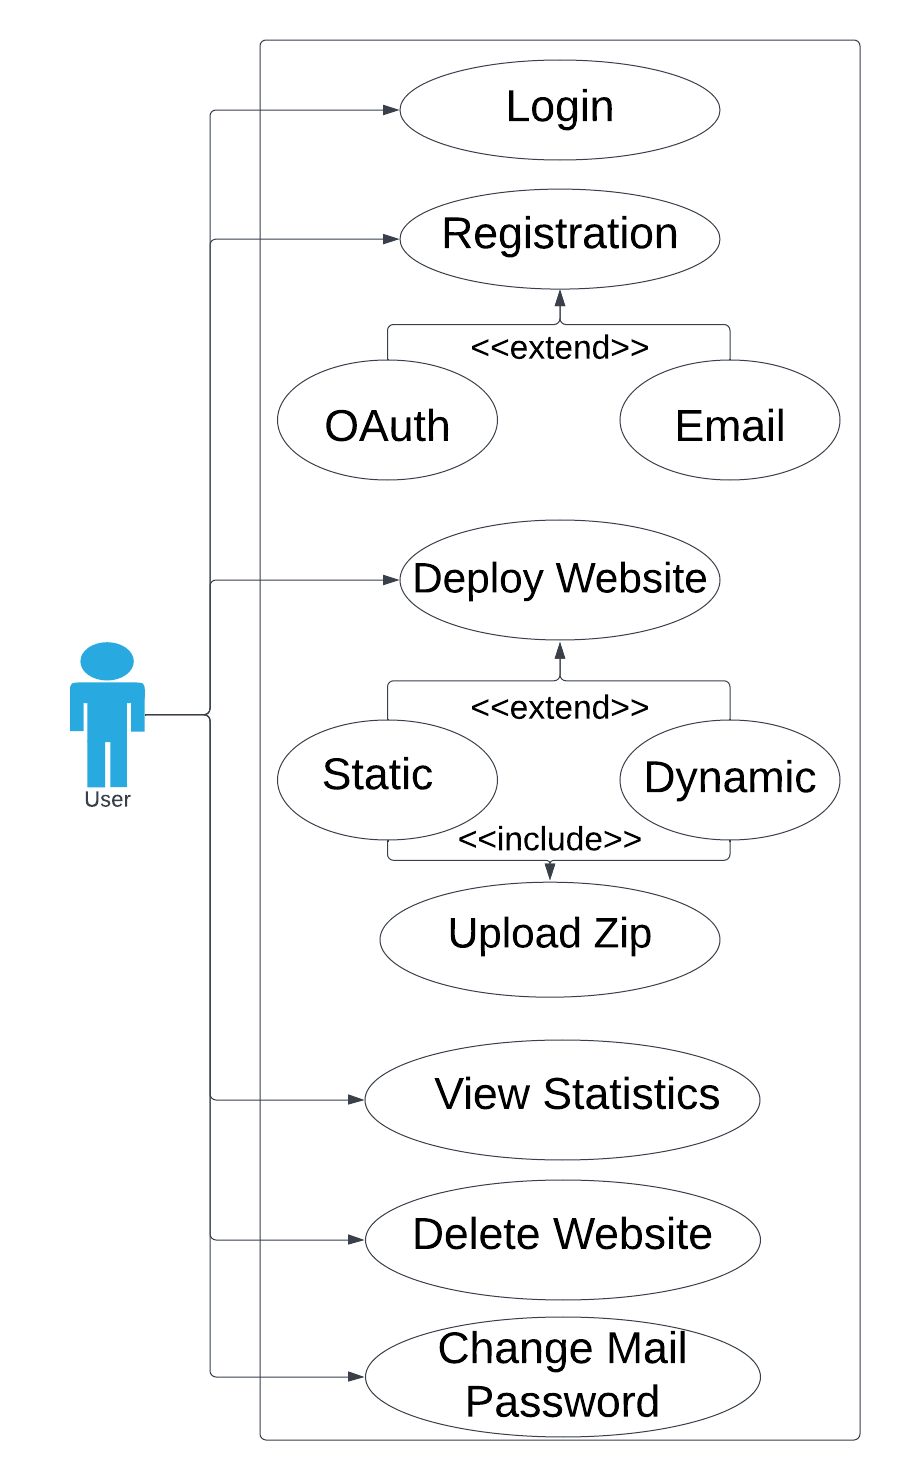 Login
Registration
<<extend>>
OAuth
Email
Deploy Website
User
<<extend>>
Static
Dynamic
<<include>>
Upload Zip
View Statistics
Delete Website
Change Mail
Password